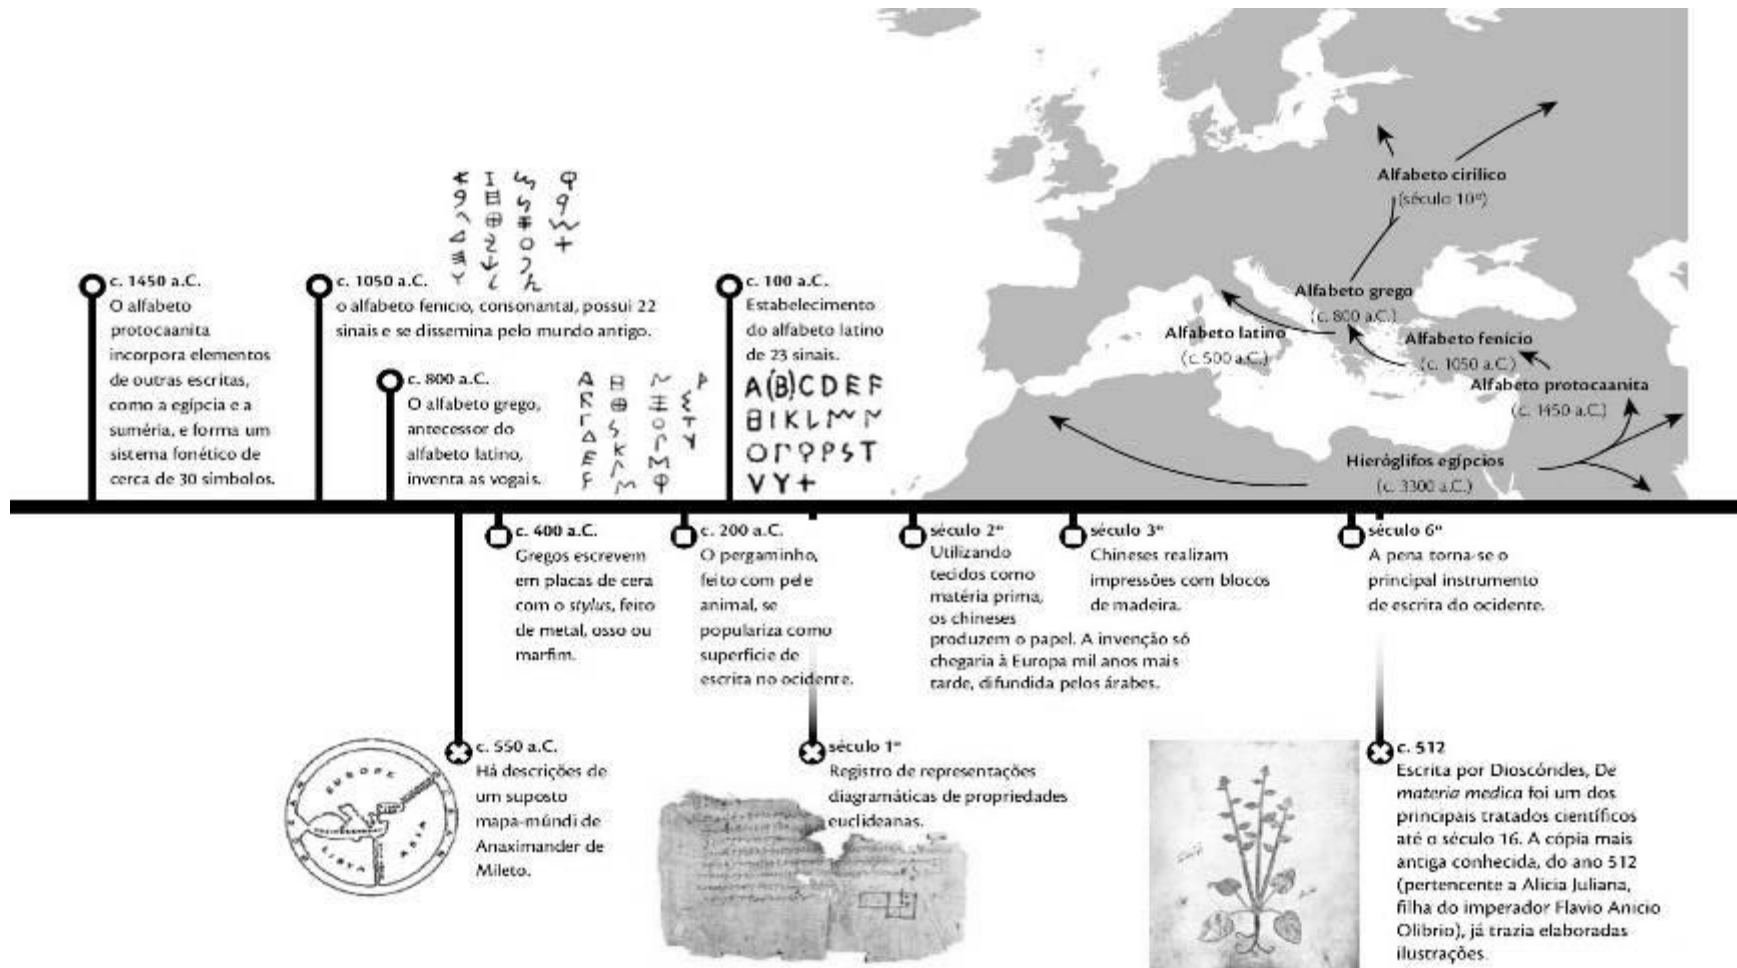 c. 1450 a.C.
O alfabeto
protocaanita
incorpora elementos
de outras escritas,
como a egípcia e a
suméria, e forma um
sistema fonético de
cerca de 30 símbolos.
c. 1050 a.C.
o alfabeto fenício, consonantal, possui 22
sinais e se dissemina pelo mundo antigo.
c. 800 a.C.
O alfabeto grego,
antecessor do
alfabeto latino,
inventa as vogais.
c. 100 a.C.
Estabelecimento
do alfabeto latino
de 23 sinais.
A(B)CDEF
Alfabeto cirílico
(século 10º)
Alfabeto grego
(c. 800 a.C.)
Alfabeto latino
(c. 500 a.C.)
Alfabeto fenício
(c. 1050 a.C.)
Alfabeto protocaanita
(c. 1450 a.C.)
Hieróglifos egípcios
(c. 3300 a.C.)
c. 400 a.C.
Gregos escrevem
em placas de cera
com o stylus, feito
de metal, osso ou
marfim.
c. 200 a.C.
O pergaminho,
feito com pele
animal, se
populariza como
superfície de
escrita no ocidente.
século 2º
Utilizando
tecidos como
matéria prima,
os chineses
produzem o papel. A invenção só
chegaria à Europa mil anos mais
tarde, difundida pelos árabes.
século 3º
Chineses realizam
impressões com blocos
de madeira.
século 6º
A pena torna-se o
principal instrumento
de escrita do ocidente.
c. 550 a.C.
Há descrições de
um suposto
mapa-múndi de
Anaximander de
Mileto.
EUROPE
ASIA
OCEAN
século 1º
Registro de representações
diagramáticas de propriedades
euclideanas.
c. 512
Escrita por Dioscórides, De
materia medica foi um dos
principais tratados científicos
até o século 16. A cópia mais
antiga conhecida, do ano 512
(pertencente a Alicia Juliana,
filha do imperador Flavio Anicio
Olibrio), já trazia elaboradas
ilustrações.